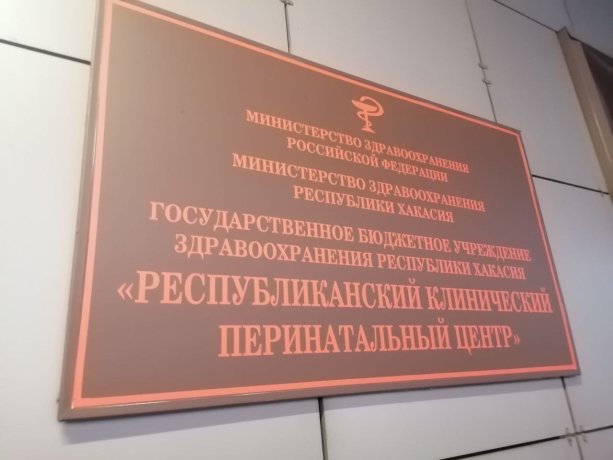 МИНИСТЕРСТВО ЗДРАВООХРАНЕНИЯ
РОССИЙСКОЙ ФЕДЕРАЦИИ
МИНИСТЕРСТВО ЗДРАВООХРАНЕНИЯ
РЕСПУБЛИКИ ХАКАСИЯ
ГОСУДАРСТВЕННОЕ БЮДЖЕТНОЕ УЧРЕЖДЕНИЕ
ЗДРАВООХРАНЕНИЯ РЕСПУБЛИКИ ХАКАСИЯ
«РЕСПУБЛИКАНСКИЙ КЛИНИЧЕСКИЙ
ПЕРИНАТАЛЬНЫЙ ЦЕНТР»